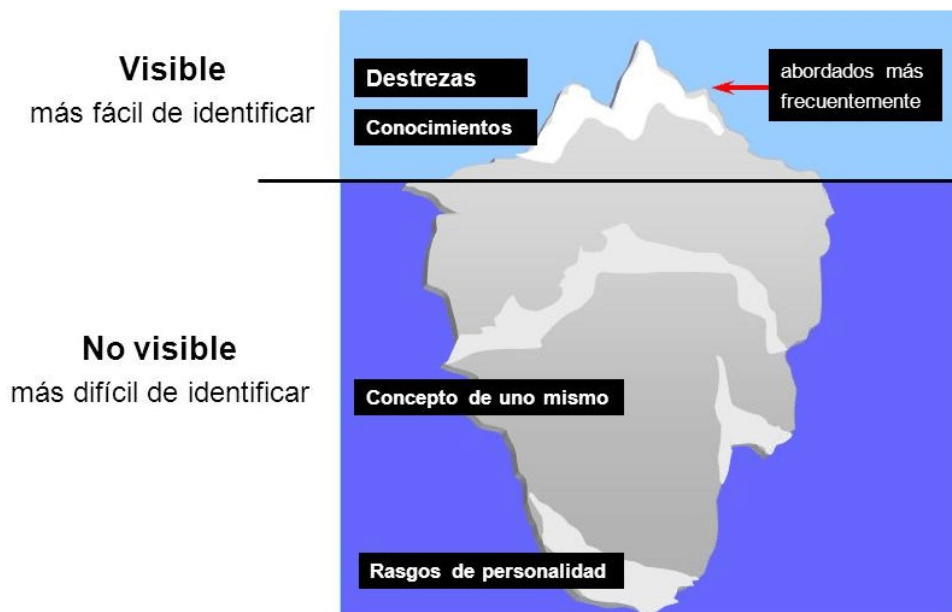 Visible
más fácil de identificar
Destrezas
Conocimientos
abordados más
frecuentemente
No visible
más difícil de identificar
Concepto de uno mismo
Rasgos de personalidad